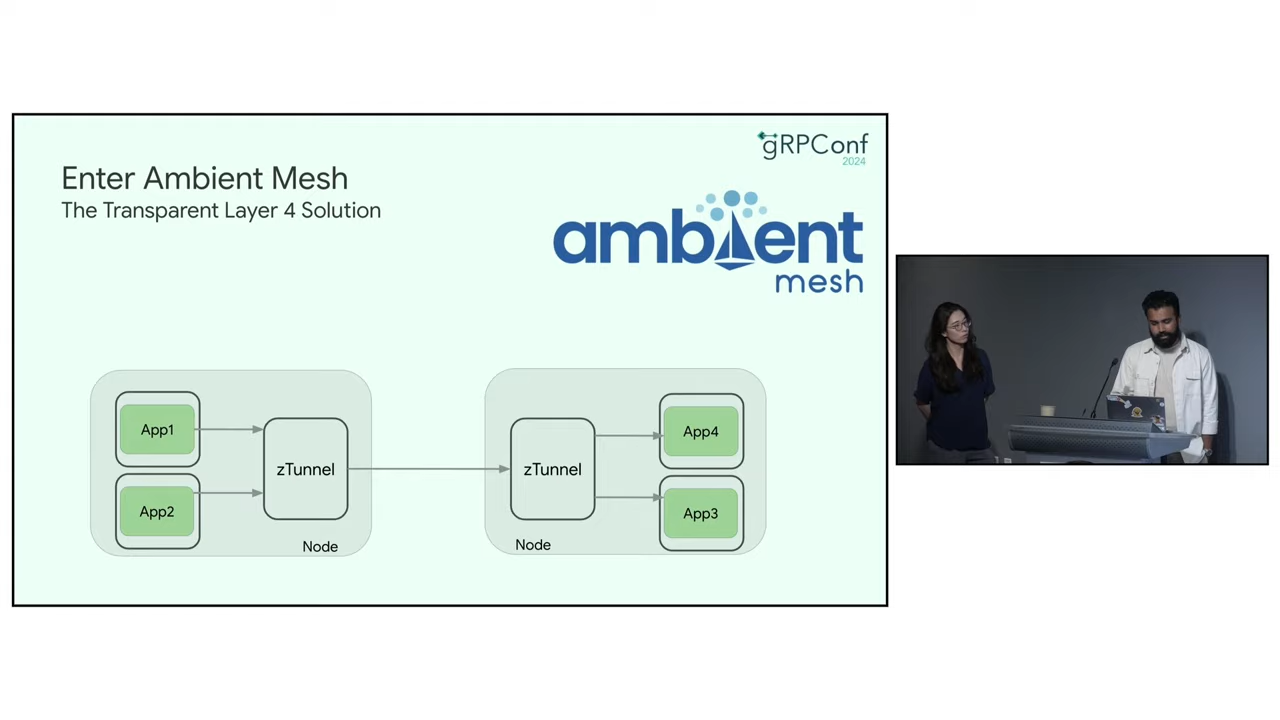 gRPConf
2024
Enter Ambient Mesh
The Transparent Layer 4 Solution
ambient
mesh
App1
App2
zTunnel
Node
zTunnel
Node
App4
App3